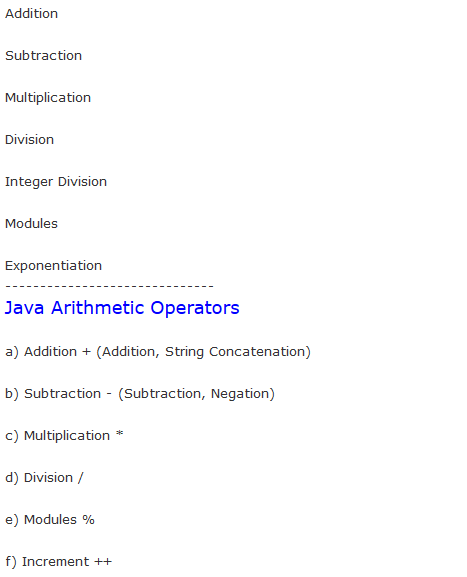 Addition
Subtraction
Multiplication
Division
Integer Division
Modules
Exponentiation
------------------------------
Java Arithmetic Operators
a) Addition + (Addition, String Concatenation)
b) Subtraction - (Subtraction, Negation)
c) Multiplication *
d) Division /
e) Modules %
f) Increment ++